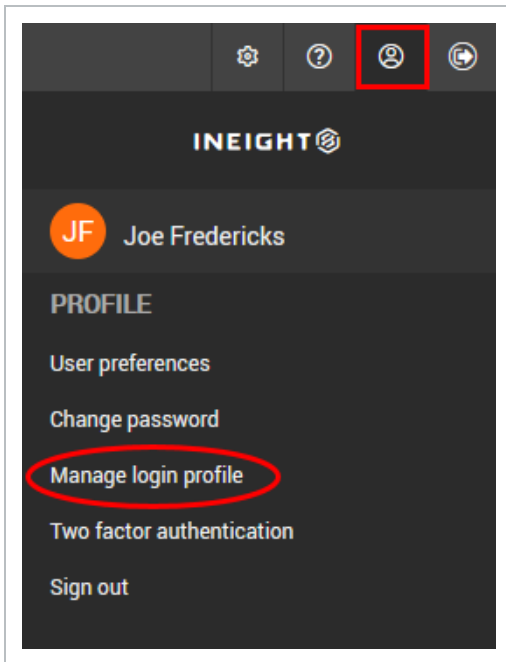 INEIGHT
JF Joe Fredericks
PROFILE
User preferences
Change password
Manage login profile
Two factor authentication
Sign out